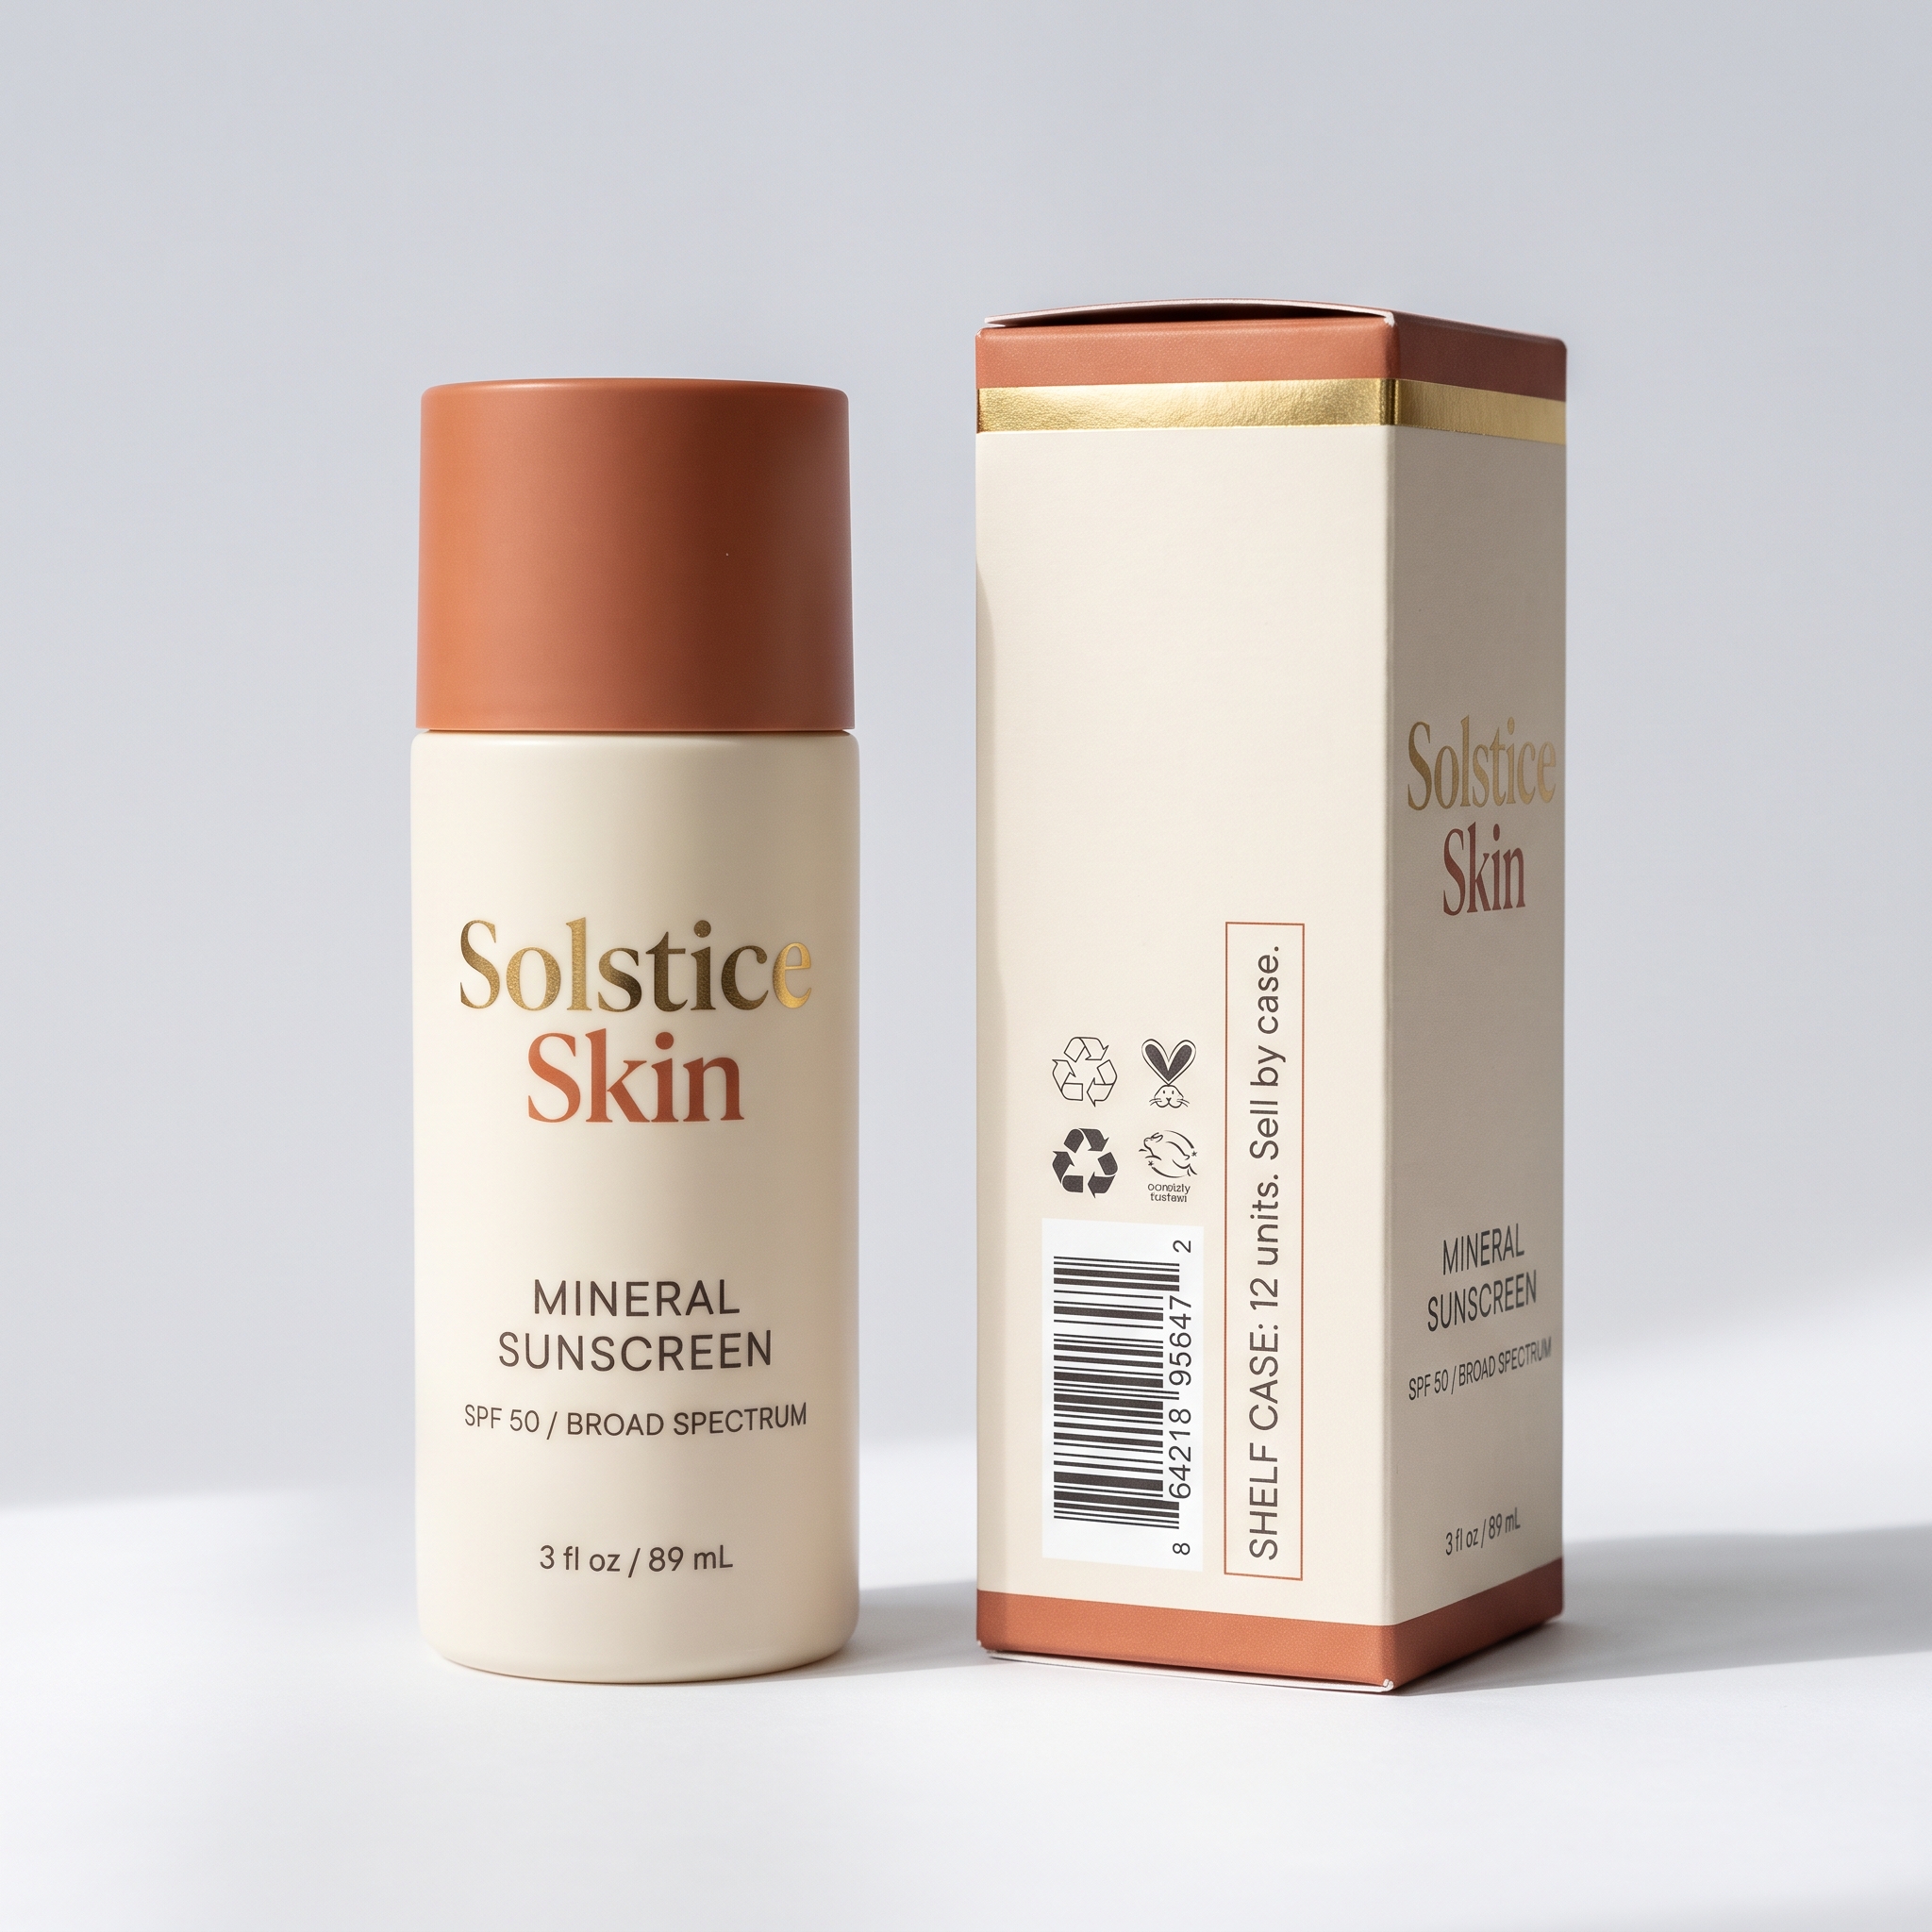 Solstice
Skin
MINERAL
SUNSCREEN
SPF 50 / BROAD SPECTRUM
3 fl oz / 89 mL
SHELF CASE: 12 units. Sell by case.
8 64218 95647 2
Solstice
Skin
MINERAL
SUNSCREEN
SPF 50 / BROAD SPECTRUM
3 fl oz / 89 mL